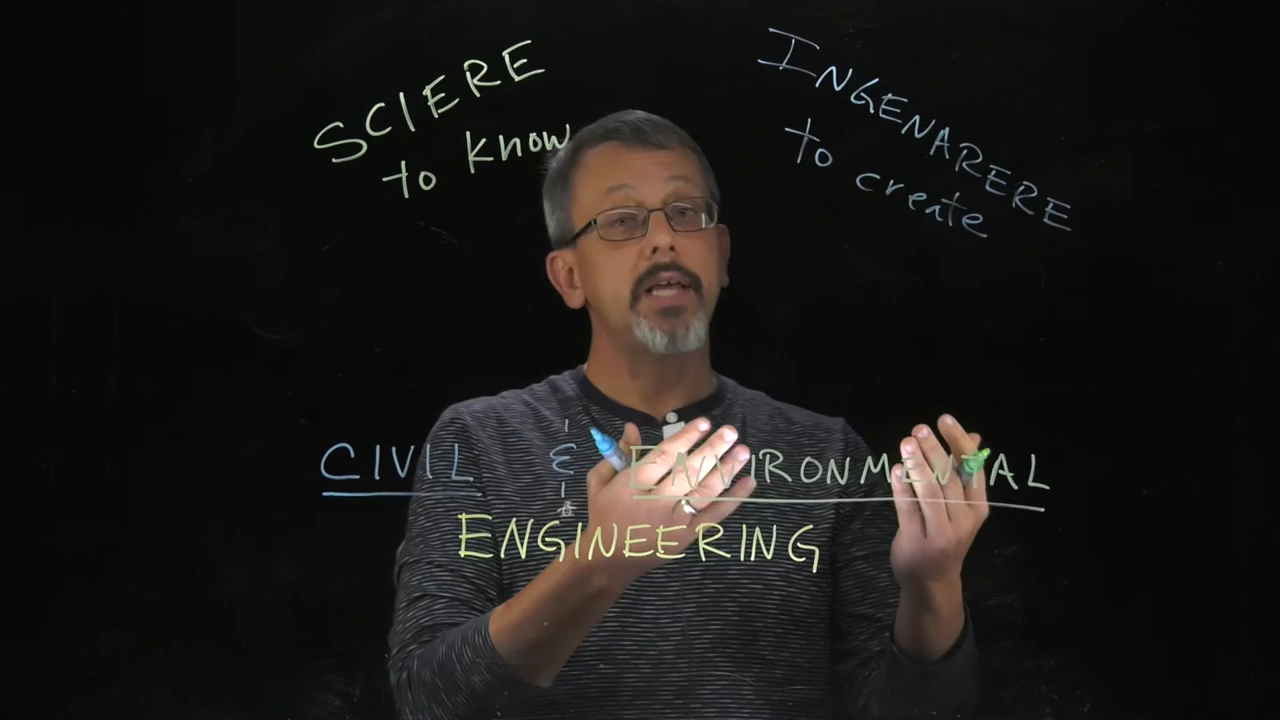 SCIERE
to know
INGENARERE
to create
CIVIL & ENVIRONMENTAL
ENGINEERING